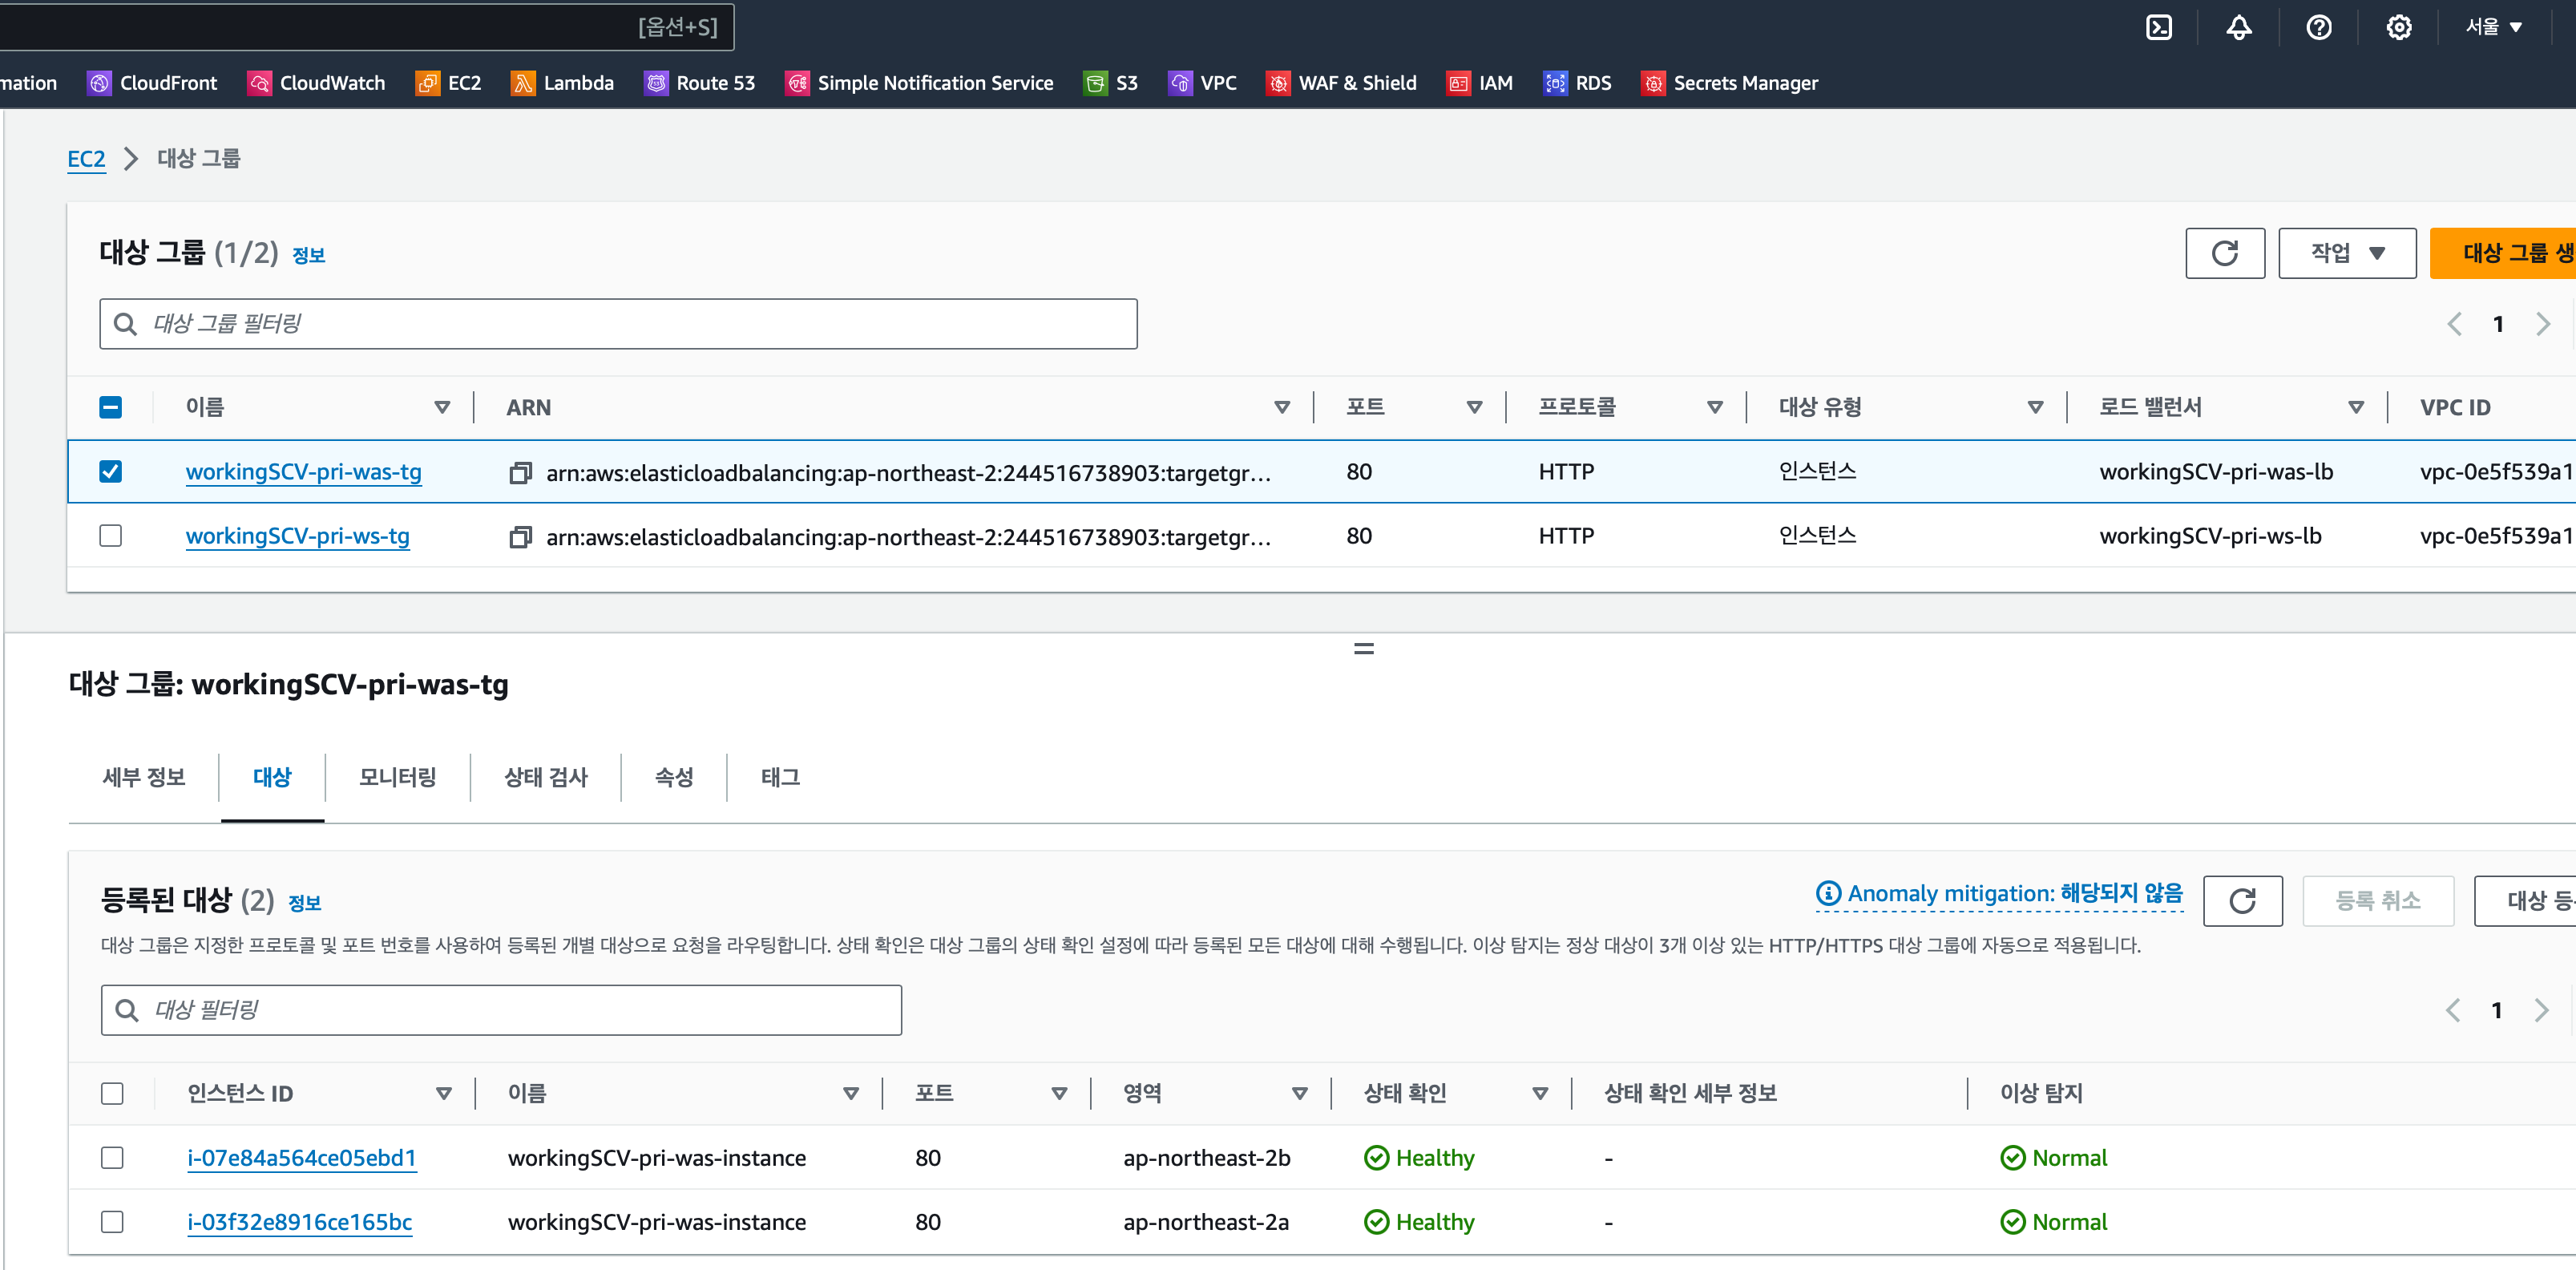 [옵션+S]
서울
mation CloudFront CloudWatch EC2 Lambda Route 53 Simple Notification Service S3 VPC WAF & Shield IAM RDS Secrets Manager
EC2 대상 그룹
대상 그룹 (1/2) 정보
작업
대상 그룹 생
대상 그룹 필터링
1
이름 ARN 포트 프로토콜 대상 유형 로드 밸런서 VPC ID
workingSCV-pri-was-tg arn:aws:elasticloadbalancing:ap-northeast-2:244516738903:targetgr... 80 HTTP 인스턴스 workingSCV-pri-was-lb vpc-0e5f539a1
workingSCV-pri-ws-tg arn:aws:elasticloadbalancing:ap-northeast-2:244516738903:targetgr... 80 HTTP 인스턴스 workingSCV-pri-ws-lb vpc-0e5f539a1
대상 그룹: workingSCV-pri-was-tg
세부 정보 대상 모니터링 상태 검사 속성 태그
등록된 대상 (2) 정보
Anomaly mitigation: 해당되지 않음
등록 취소
대상 등
대상 그룹은 지정한 프로토콜 및 포트 번호를 사용하여 등록된 개별 대상으로 요청을 라우팅합니다. 상태 확인은 대상 그룹의 상태 확인 설정에 따라 등록된 모든 대상에 대해 수행됩니다. 이상 탐지는 정상 대상이 3개 이상 있는 HTTP/HTTPS 대상 그룹에 자동으로 적용됩니다.
대상 필터링
1
인스턴스 ID 이름 포트 영역 상태 확인 상태 확인 세부 정보 이상 탐지
i-07e84a564ce05ebd1 workingSCV-pri-was-instance 80 ap-northeast-2b Healthy - Normal
i-03f32e8916ce165bc workingSCV-pri-was-instance 80 ap-northeast-2a Healthy - Normal